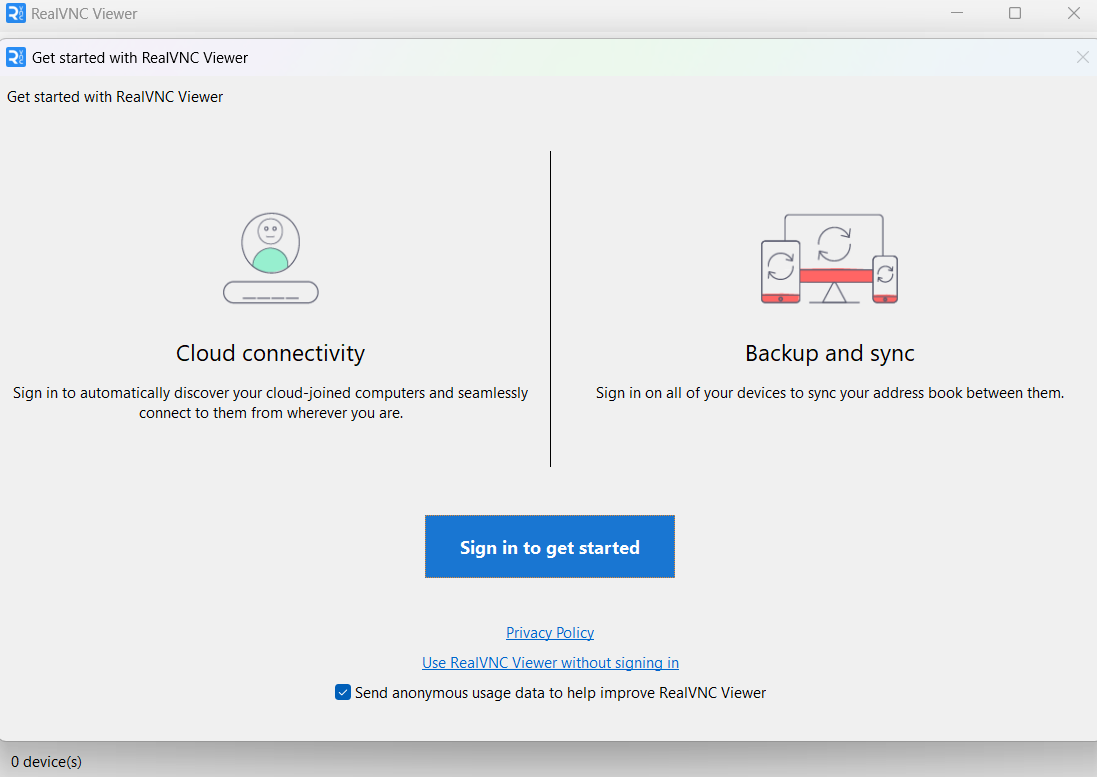 RealVNC Viewer
Get started with RealVNC Viewer
Get started with RealVNC Viewer
Cloud connectivity
Sign in to automatically discover your cloud-joined computers and seamlessly
connect to them from wherever you are.
Backup and sync
Sign in on all of your devices to sync your address book between them.
Sign in to get started
Privacy Policy
Use RealVNC Viewer without signing in
Send anonymous usage data to help improve RealVNC Viewer
0 device(s)